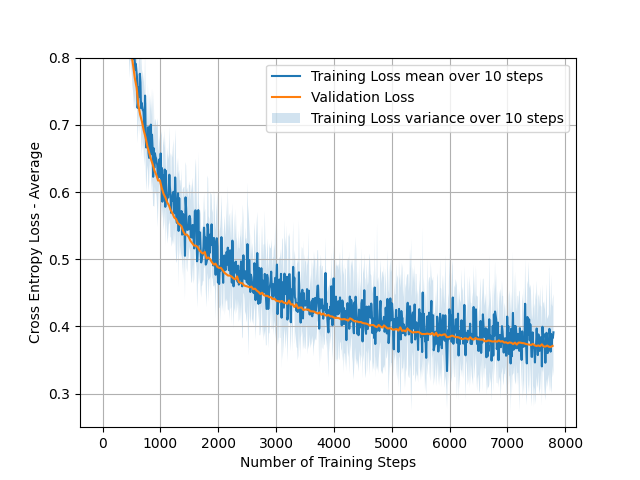 Training Loss mean over 10 steps
Validation Loss
Training Loss variance over 10 steps
Cross Entropy Loss - Average
0.8
0.7
0.6
0.5
0.4
0.3
0 1000 2000 3000 4000 5000 6000 7000 8000
Number of Training Steps